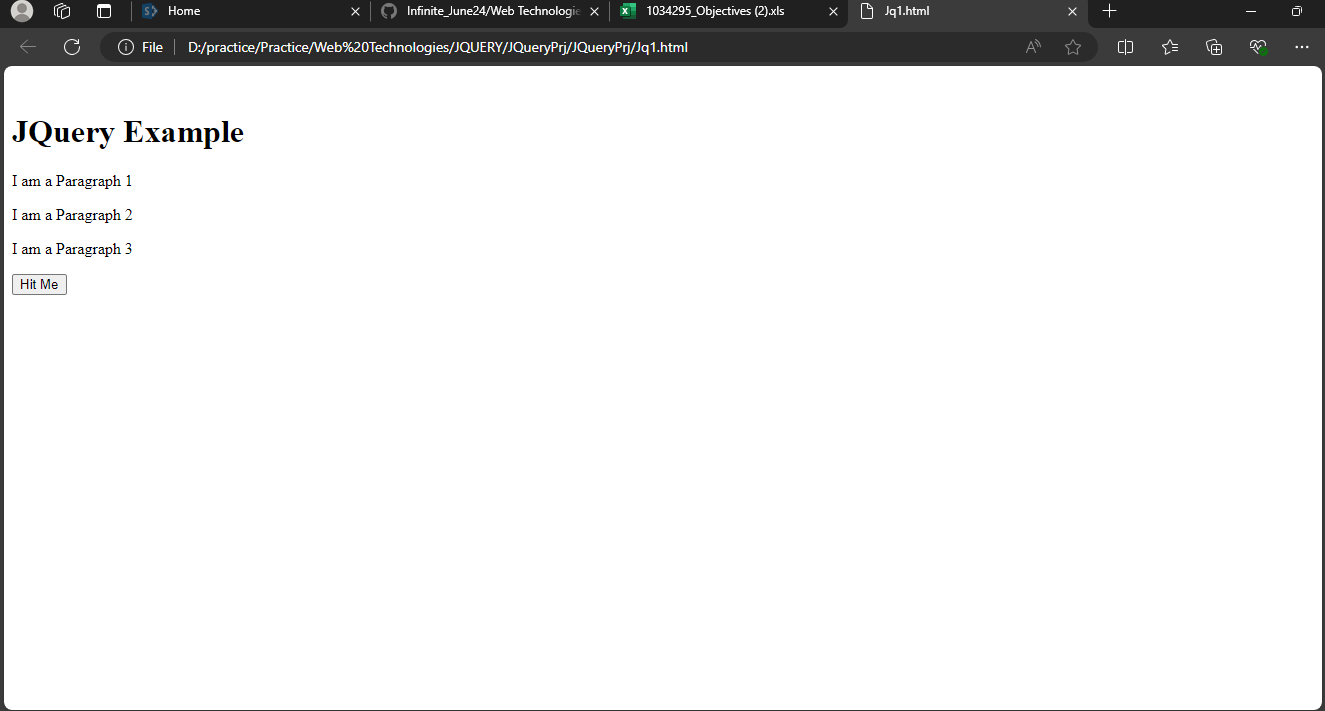 Home
Infinite_June24/Web Technologie
1034295_Objectives (2).xls
Jq1.html
File
D:/practice/Practice/Web%20Technologies/JQUERY/JQueryPrj/JQueryPrj/Jq1.html
JQuery Example
I am a Paragraph 1
I am a Paragraph 2
I am a Paragraph 3
Hit Me